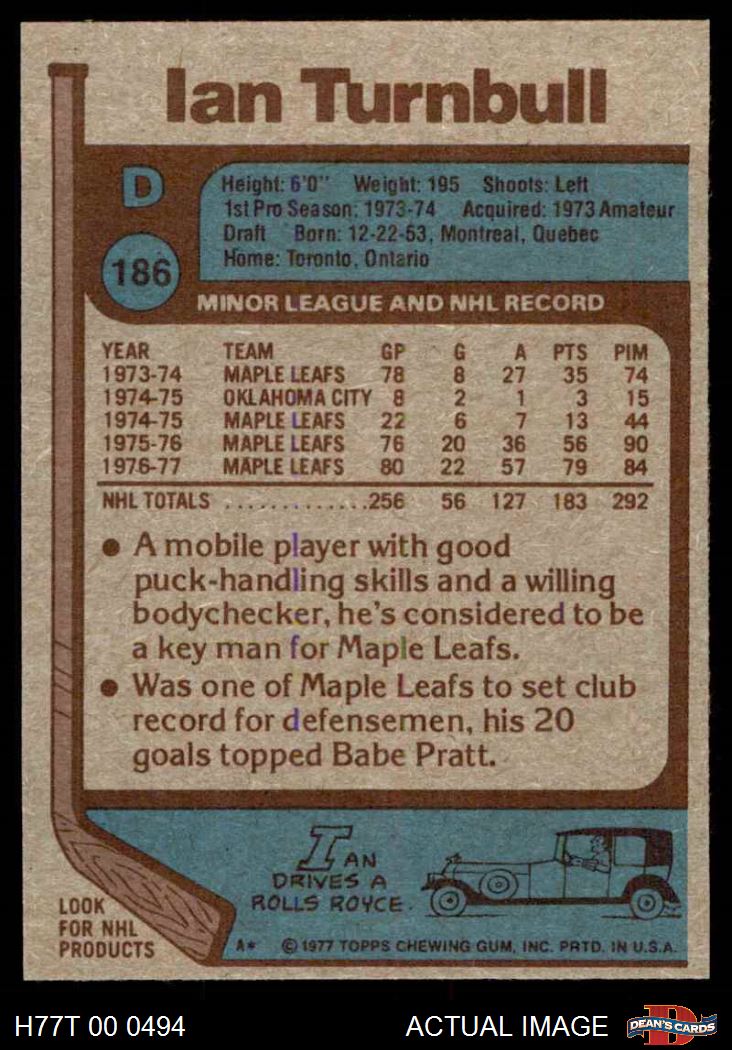 Ian Turnbull
D
186
Height: 6'0" Weight: 195 Shoots: Left
1st Pro Season: 1973-74 Acquired: 1973 Amateur
Draft Born: 12-22-53, Montreal, Quebec
Home: Toronto, Ontario
MINOR LEAGUE AND NHL RECORD
YEAR TEAM GP G A PTS PIM
1973-74 MAPLE LEAFS 78 8 27 35 74
1974-75 OKLAHOMA CITY 8 2 1 3 15
1974-75 MAPLE LEAFS 22 6 7 13 44
1975-76 MAPLE LEAFS 76 20 36 56 90
1976-77 MAPLE LEAFS 80 22 57 79 84
NHL TOTALS .............256 56 127 183 292
● A mobile player with good
puck-handling skills and a willing
bodychecker, he's considered to be
a key man for Maple Leafs.
● Was one of Maple Leafs to set club
record for defensemen, his 20
goals topped Babe Pratt.
IAN
DRIVES A
ROLLS ROYCE.
LOOK
FOR NHL
PRODUCTS
A* © 1977 TOPPS CHEWING GUM, INC. PRTD. IN U.S.A.
H77T 00 0494 ACTUAL IMAGE DEAN'S CARDS